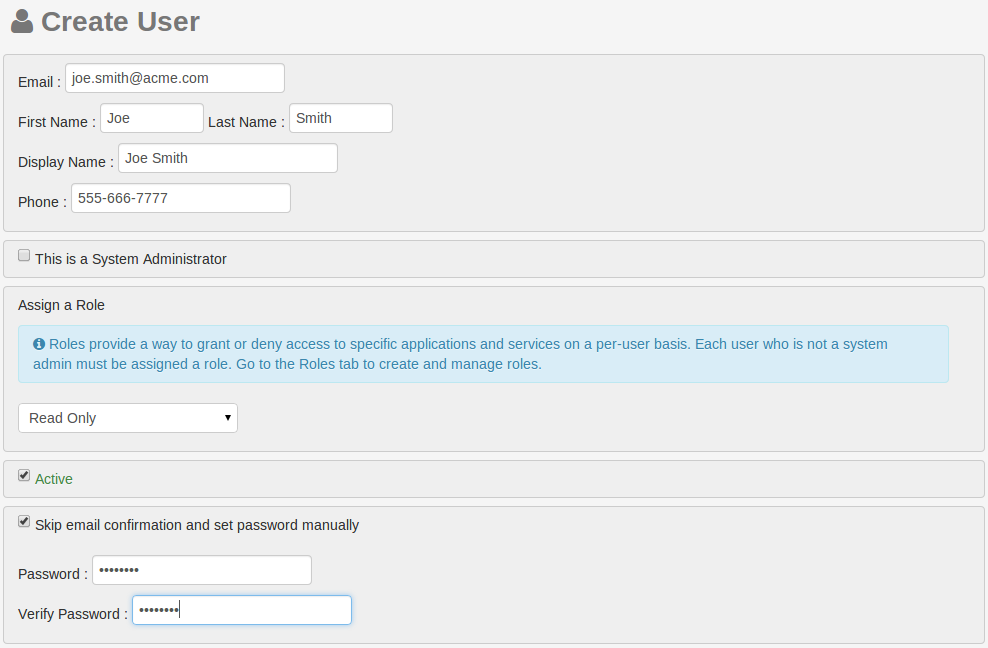 Create User
Email : joe.smith@acme.com
First Name : Joe Last Name : Smith
Display Name : Joe Smith
Phone : 555-666-7777
This is a System Administrator
Assign a Role
Roles provide a way to grant or deny access to specific applications and services on a per-user basis. Each user who is not a system
admin must be assigned a role. Go to the Roles tab to create and manage roles.
Read Only
Active
Skip email confirmation and set password manually
Password : ••••••••
Verify Password : ••••••••